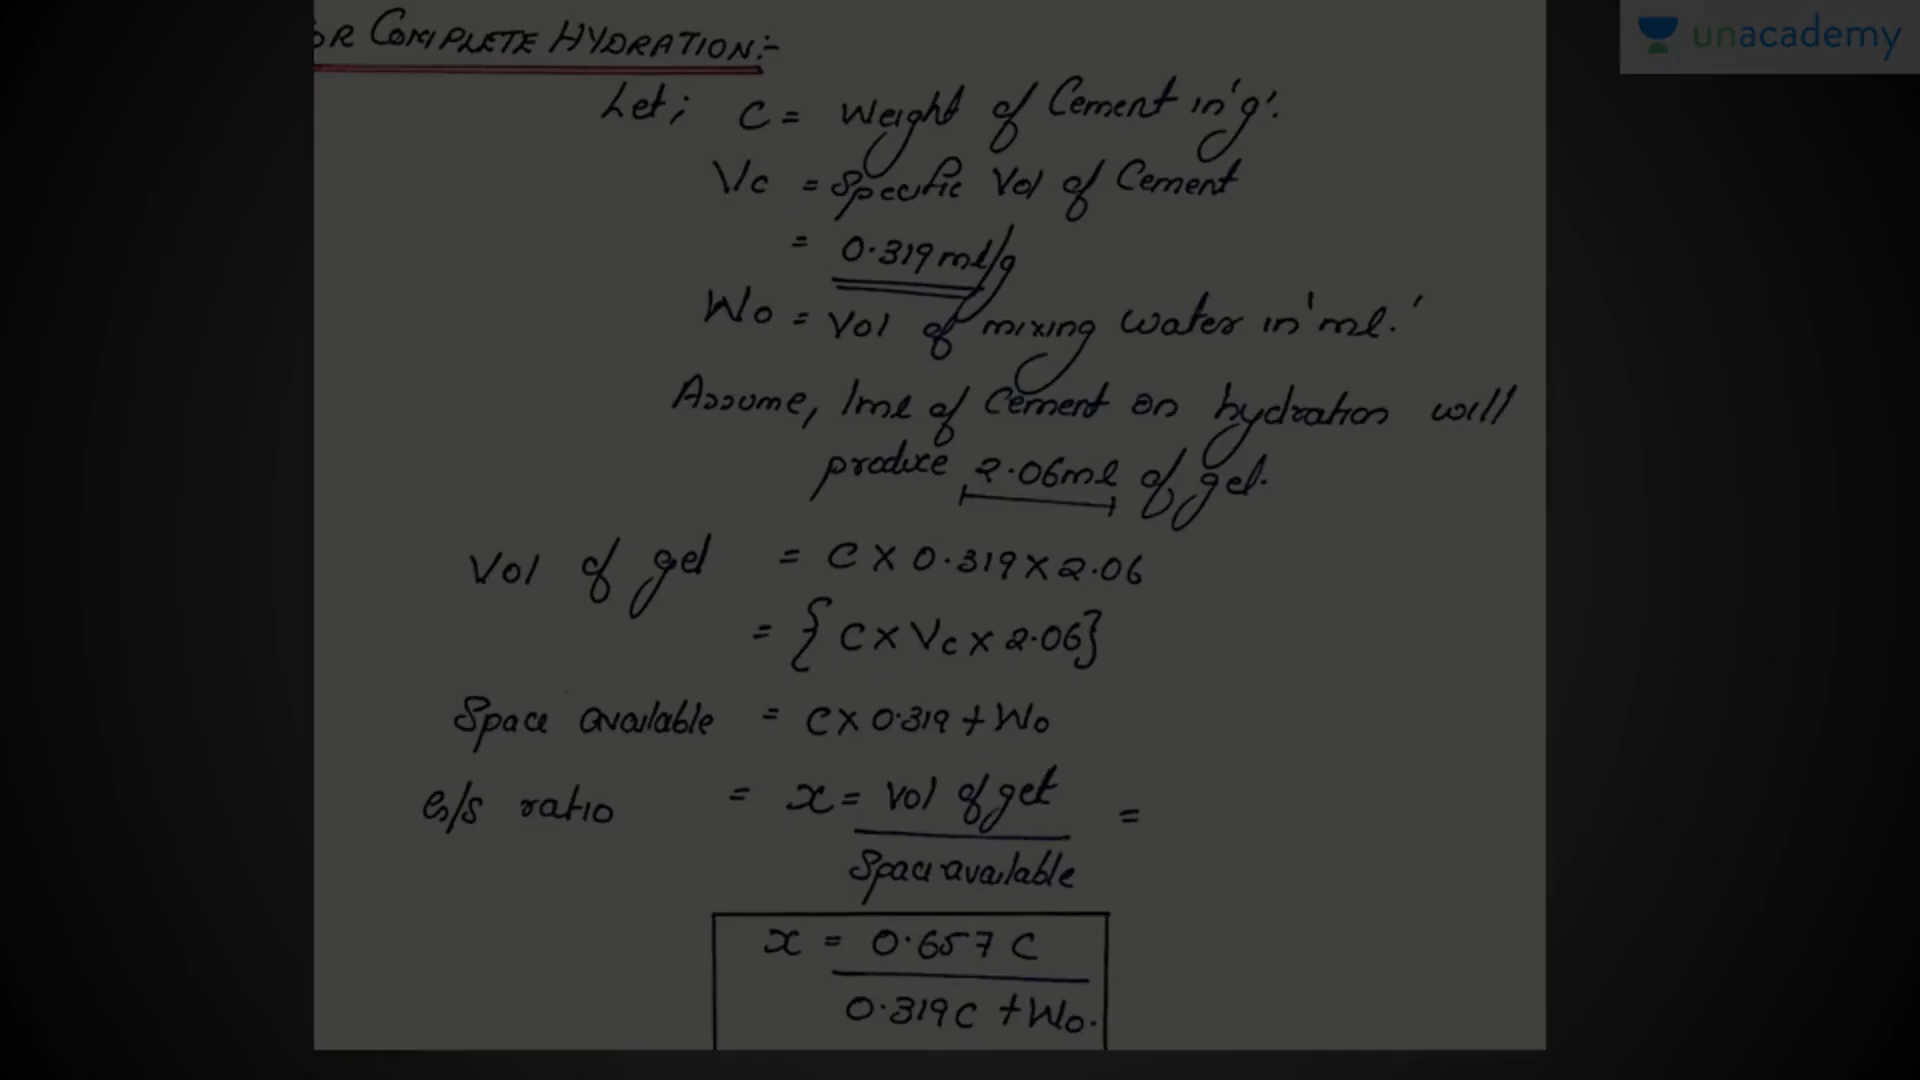 OR COMPLETE HYDRATION:-
unacademy
Let; C = Weight of Cement in 'g'.
Vc = Specific Vol of Cement
= 0.319 ml/g
Wo = Vol of mixing water in 'ml.'
Assume, 1ml of Cement on hydration will
produce 2.06ml of gel.
Vol of gel = C X 0.319 X 2.06
= { C X Vc X 2.06}
Space available = C X 0.319 + Wo
G/S ratio = x = Vol of gel =
Space available
x = 0.657 C
0.319C + Wo.